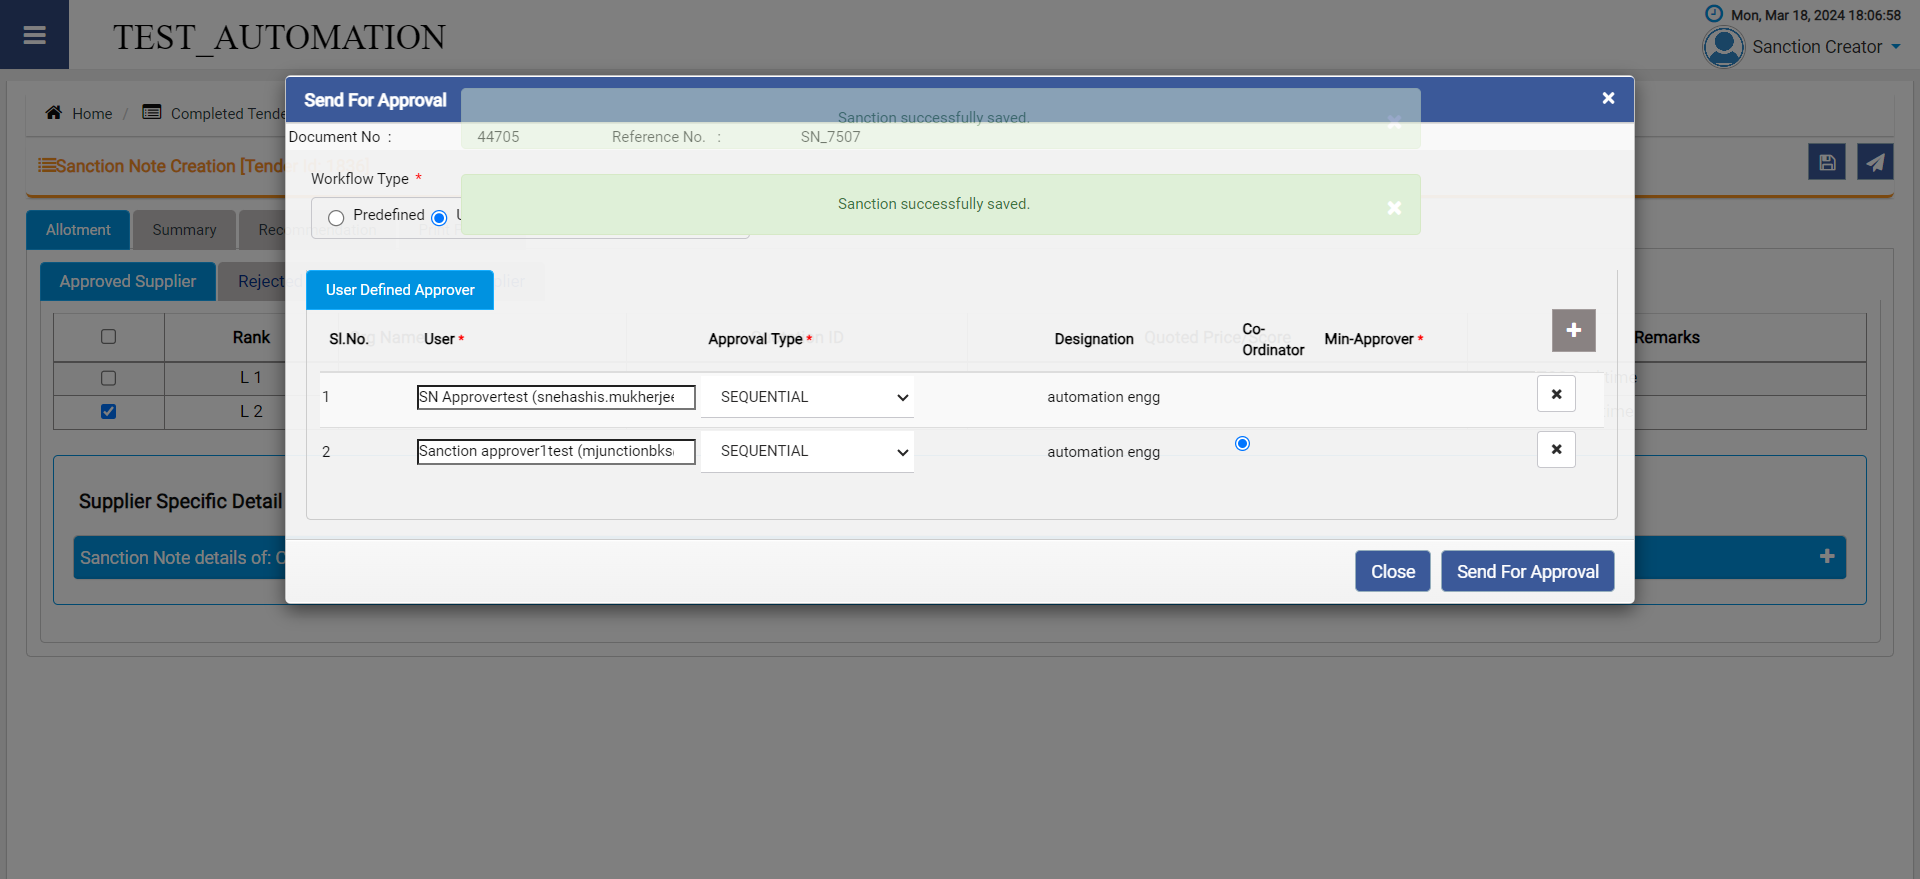 TEST_AUTOMATION
Mon, Mar 18, 2024 18:06:58
Sanction Creator
Home / Completed Tende
Sanction Note Creation [Tender
Allotment
Summary
Approved Supplier
Rank
Remarks
L 1
L 2
Supplier Specific Detail
Sanction Note details of:
Send For Approval
Sanction successfully saved.
Document No : 44705 Reference No. : SN_7507
Workflow Type *
Sanction successfully saved.
Predefined
User Defined Approver
Sl.No. User * Approval Type * Designation Co-Ordinator Min-Approver *
1 SN Approvertest (snehashis.mukherjee SEQUENTIAL automation engg
2 Sanction approver1test (mjunctionbks SEQUENTIAL automation engg
Close
Send For Approval